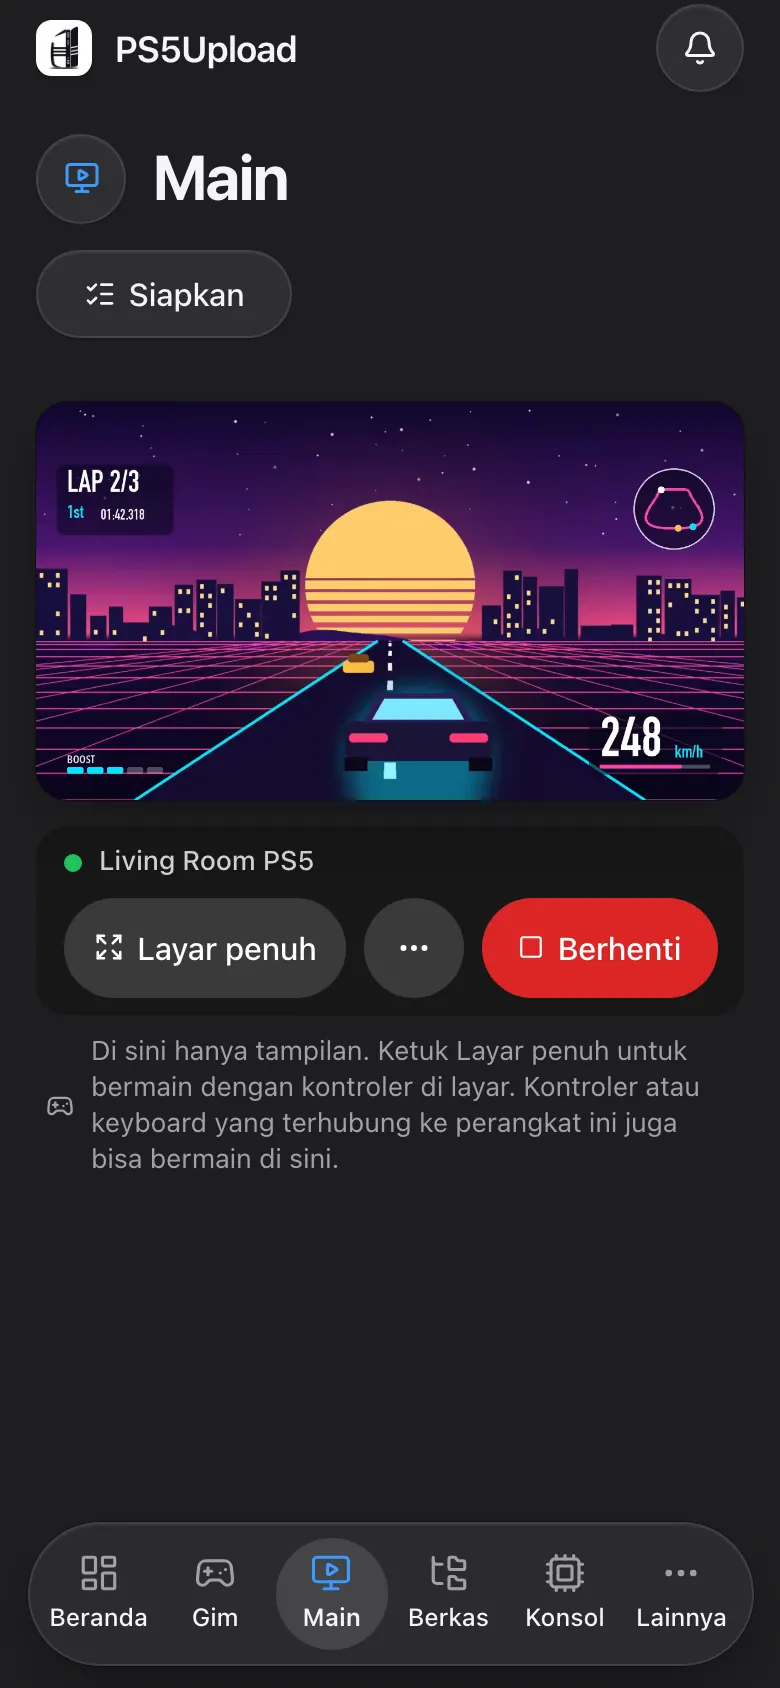 PS5Upload
Main
Siapkan
LAP 2/3
1st 01:42.318
BOOST
248 km/h
Living Room PS5
Layar penuh
Berhenti
Di sini hanya tampilan. Ketuk Layar penuh untuk
bermain dengan kontroler di layar. Kontroler atau
keyboard yang terhubung ke perangkat ini juga
bisa bermain di sini.
Beranda
Gim
Main
Berkas
Konsol
Lainnya